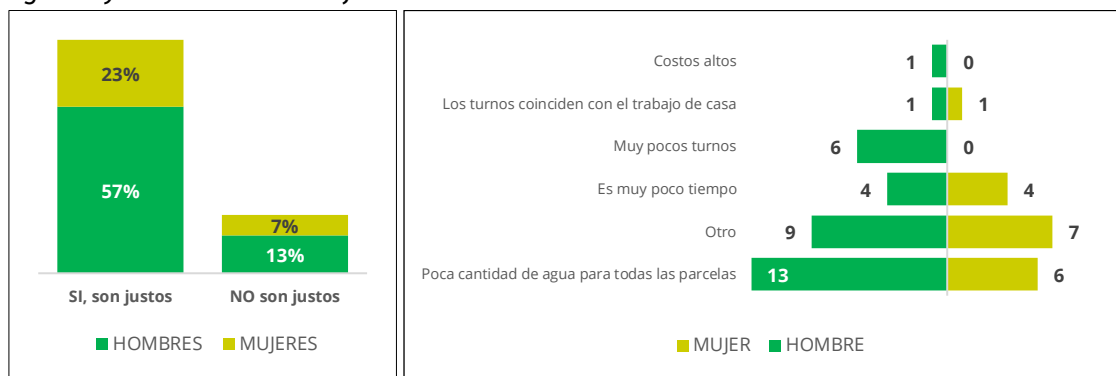 23%
57%
7%
13%
SI, son justos
NO son justos
HOMBRES
MUJERES
Costos altos
1
0
Los turnos coinciden con el trabajo de casa
1
1
Muy pocos turnos
6
0
Es muy poco tiempo
4
4
Otro
9
7
Poca cantidad de agua para todas las parcelas
13
6
MUJER
HOMBRE